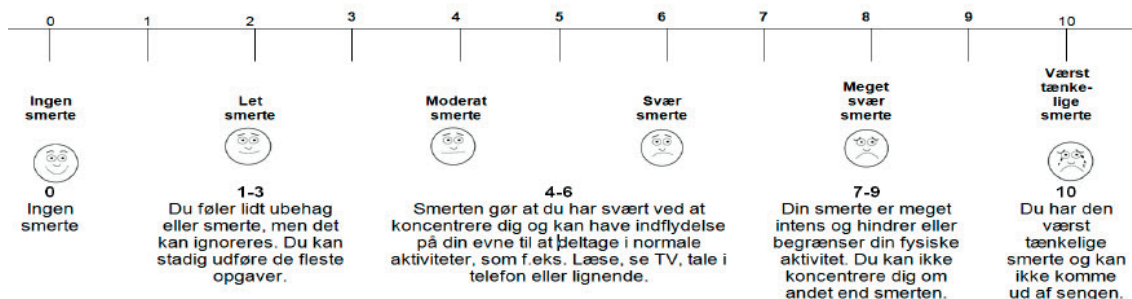 0 1 2 3 4 5 6 7 8 9 10
Ingen
smerte
Let
smerte
Moderat
smerte
Svær
smerte
Meget
svær
smerte
Værst
tænke-
lige
smerte
0
Ingen
smerte
1-3
Du føler lidt ubehag
eller smerte, men det
kan ignoreres. Du kan
stadig udføre de fleste
opgaver.
4-6
Smerten gør at du har svært ved at
koncentrere dig og kan have indflydelse
på din evne til at deltage i normale
aktiviteter, som f.eks. Læse, se TV, tale i
telefon eller lignende.
7-9
Din smerte er meget
intens og hindrer eller
begrænser din fysiske
aktivitet. Du kan ikke
koncentrere dig om
andet end smerten.
10
Du har den
værst
tænkelige
smerte og kan
ikke komme
ud af sengen.